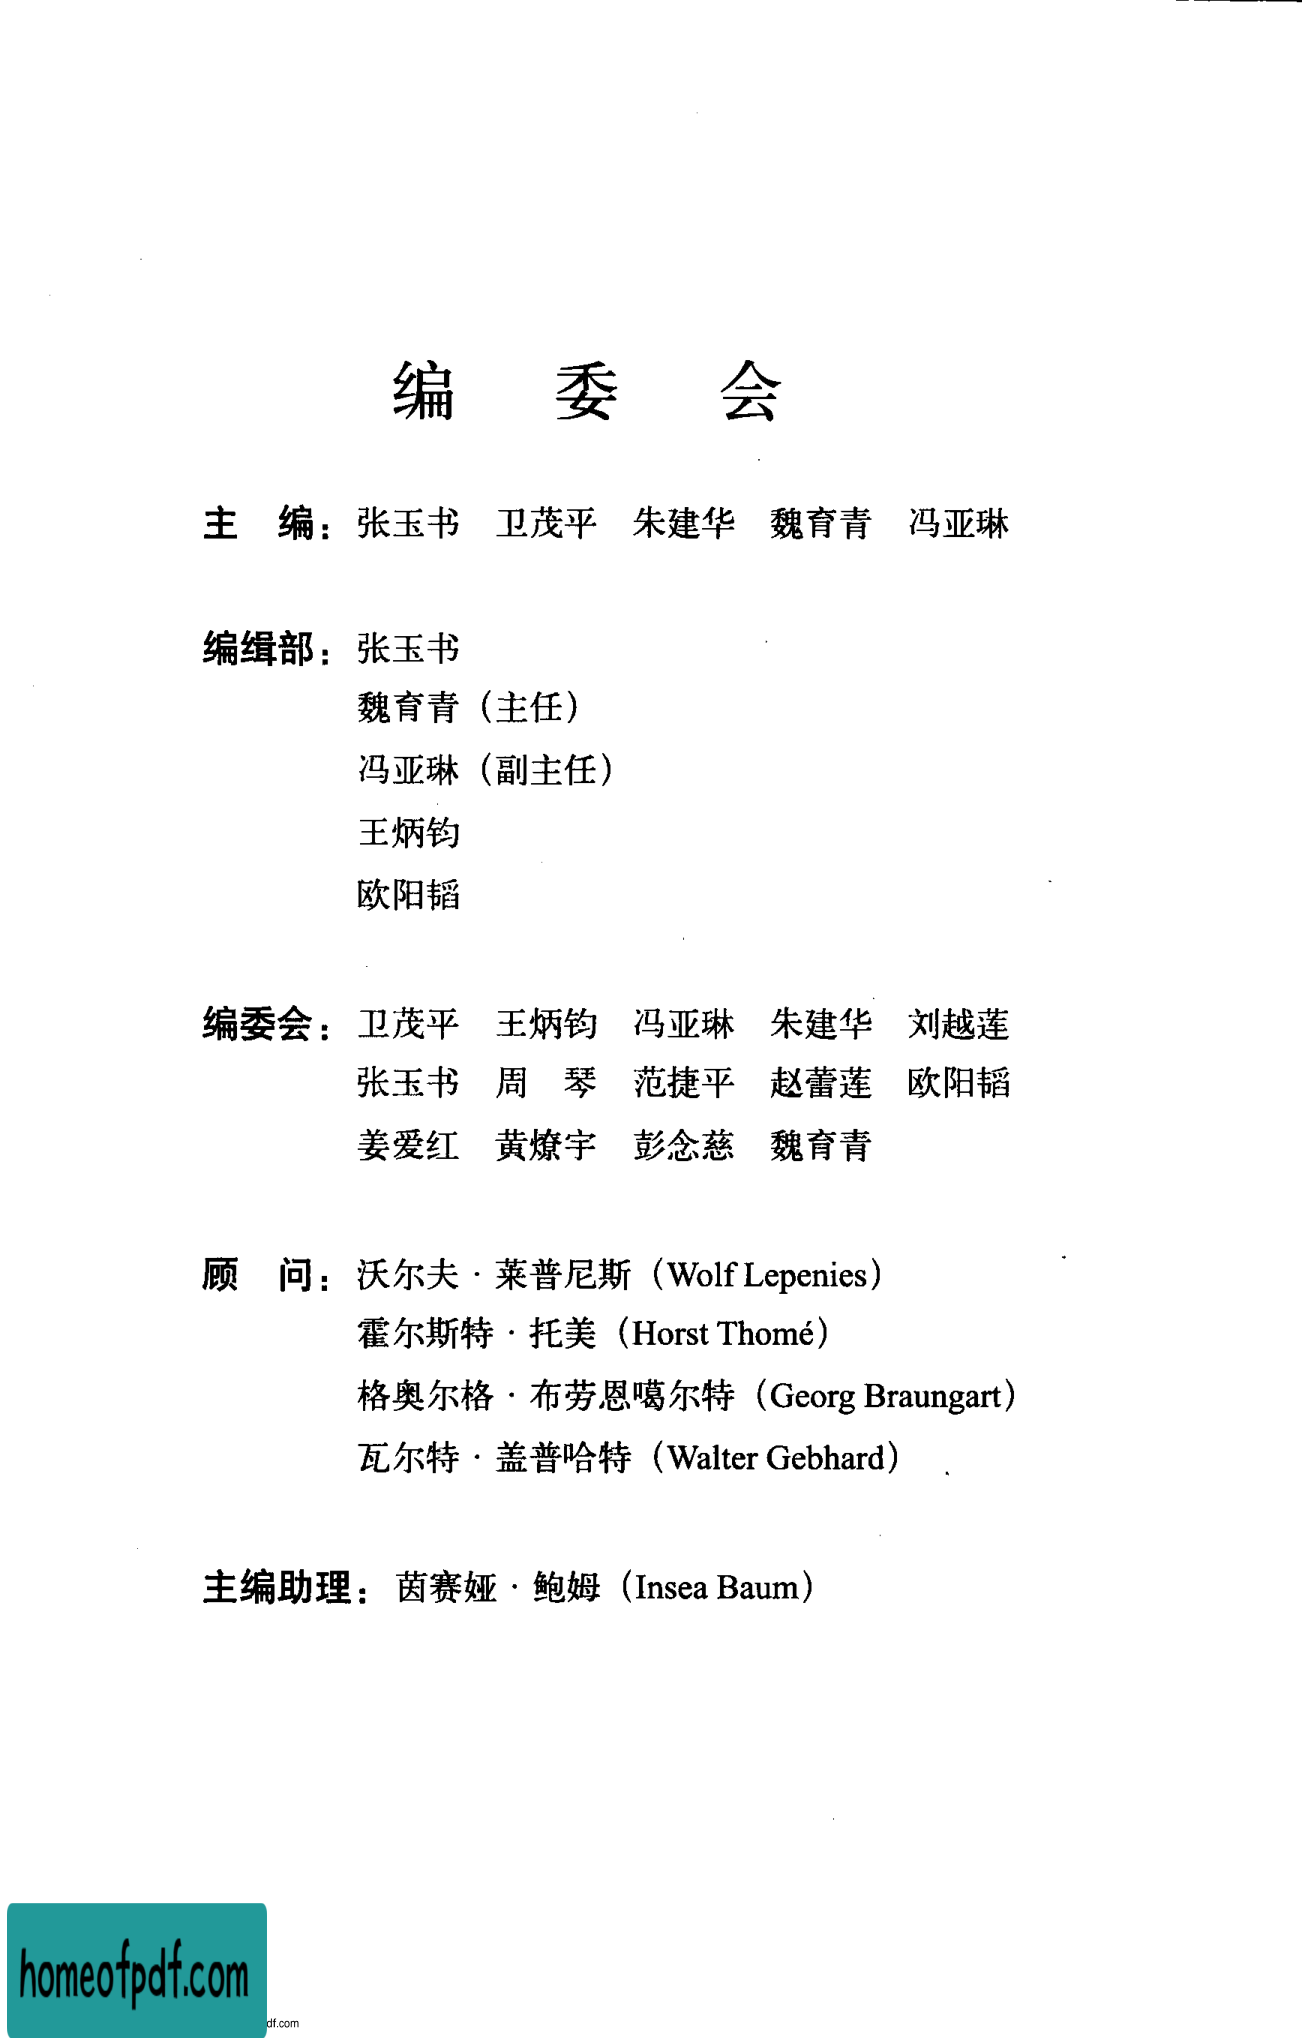 编 委 会
主 编：张玉书 卫茂平 朱建华 魏育青 冯亚琳
编缉部：张玉书
魏育青（主任）
冯亚琳（副主任）
王炳钧
欧阳韬
编委会：卫茂平 王炳钧 冯亚琳 朱建华 刘越莲
张玉书 周 琴 范捷平 赵蕾莲 欧阳韬
姜爱红 黄燎宇 彭念慈 魏育青
顾 问：沃尔夫·莱普尼斯（Wolf Lepenies）
霍尔斯特·托美（Horst Thomé）
格奥尔格·布劳恩噶尔特（Georg Braungart）
瓦尔特·盖普哈特（Walter Gebhard）
主编助理：茵赛娅·鲍姆（Insea Baum）
homeofpdf.com
df.com